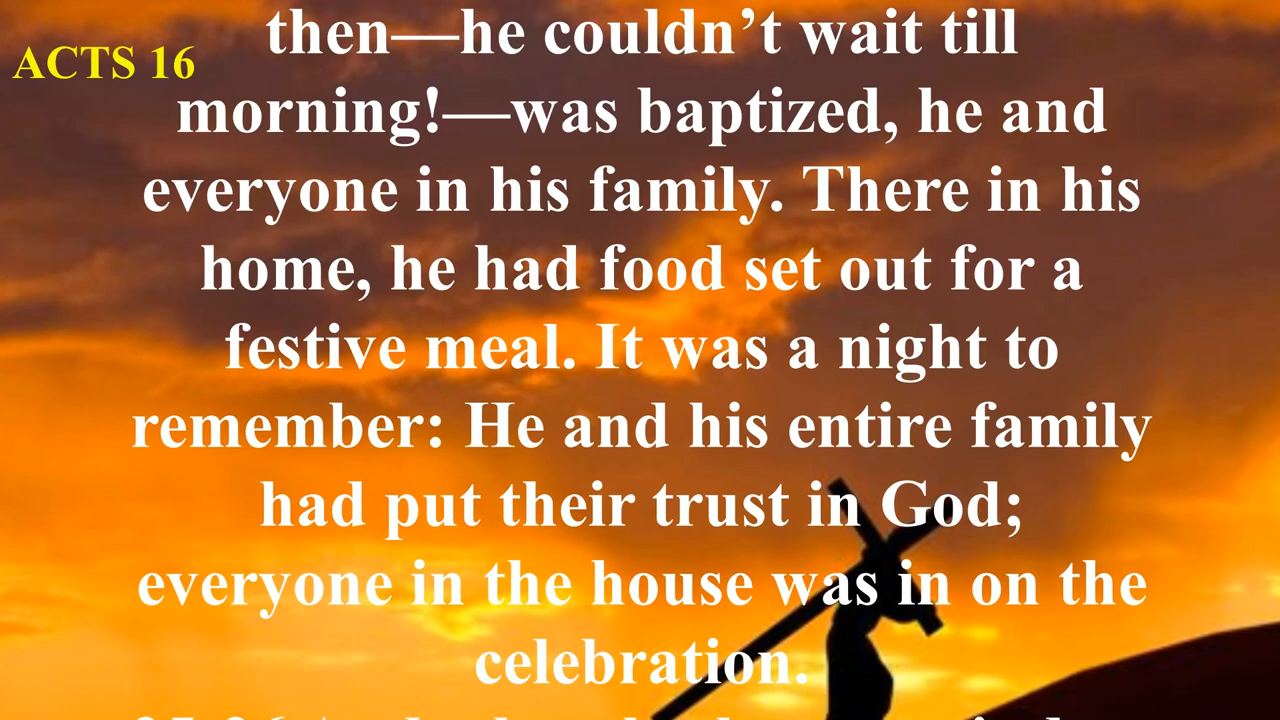 ACTS 16
then—he couldn’t wait till
morning!—was baptized, he and
everyone in his family. There in his
home, he had food set out for a
festive meal. It was a night to
remember: He and his entire family
had put their trust in God;
everyone in the house was in on the
celebration.